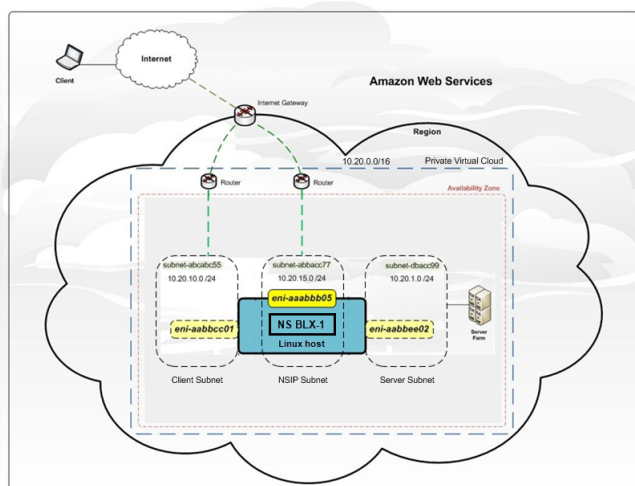 Internet
Client
Amazon Web Services
Internet Gateway
Region
10.20.0.0/16
Private Virtual Cloud
Router
Router
Availability Zone
subnet-abcabc55
subnet-abbacc77
subnet-dbacc99
10.20.10.0 /24
10.20.15.0 /24
10.20.1.0 /24
eni-aaabbb05
eni-aabbcc01
NS BLX-1
eni-aabbee02
Linux host
Server
Farm
Client Subnet
NSIP Subnet
Server Subnet